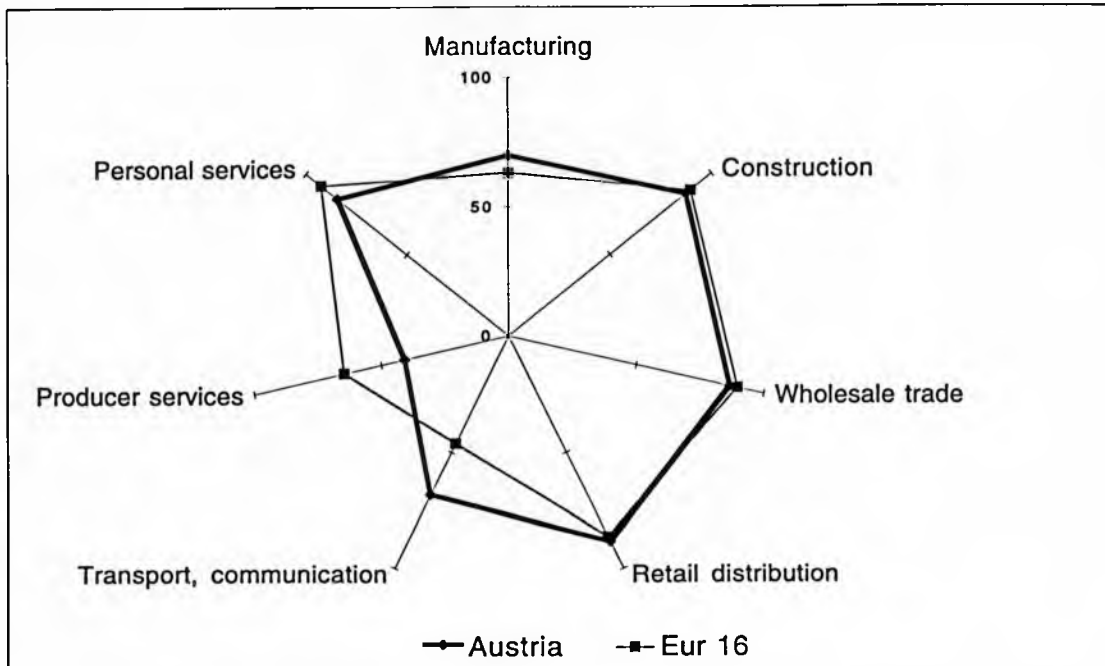 Manufacturing
100
Personal services
Construction
50
0
Producer services
Wholesale trade
Transport, communication
Retail distribution
Austria
Eur 16